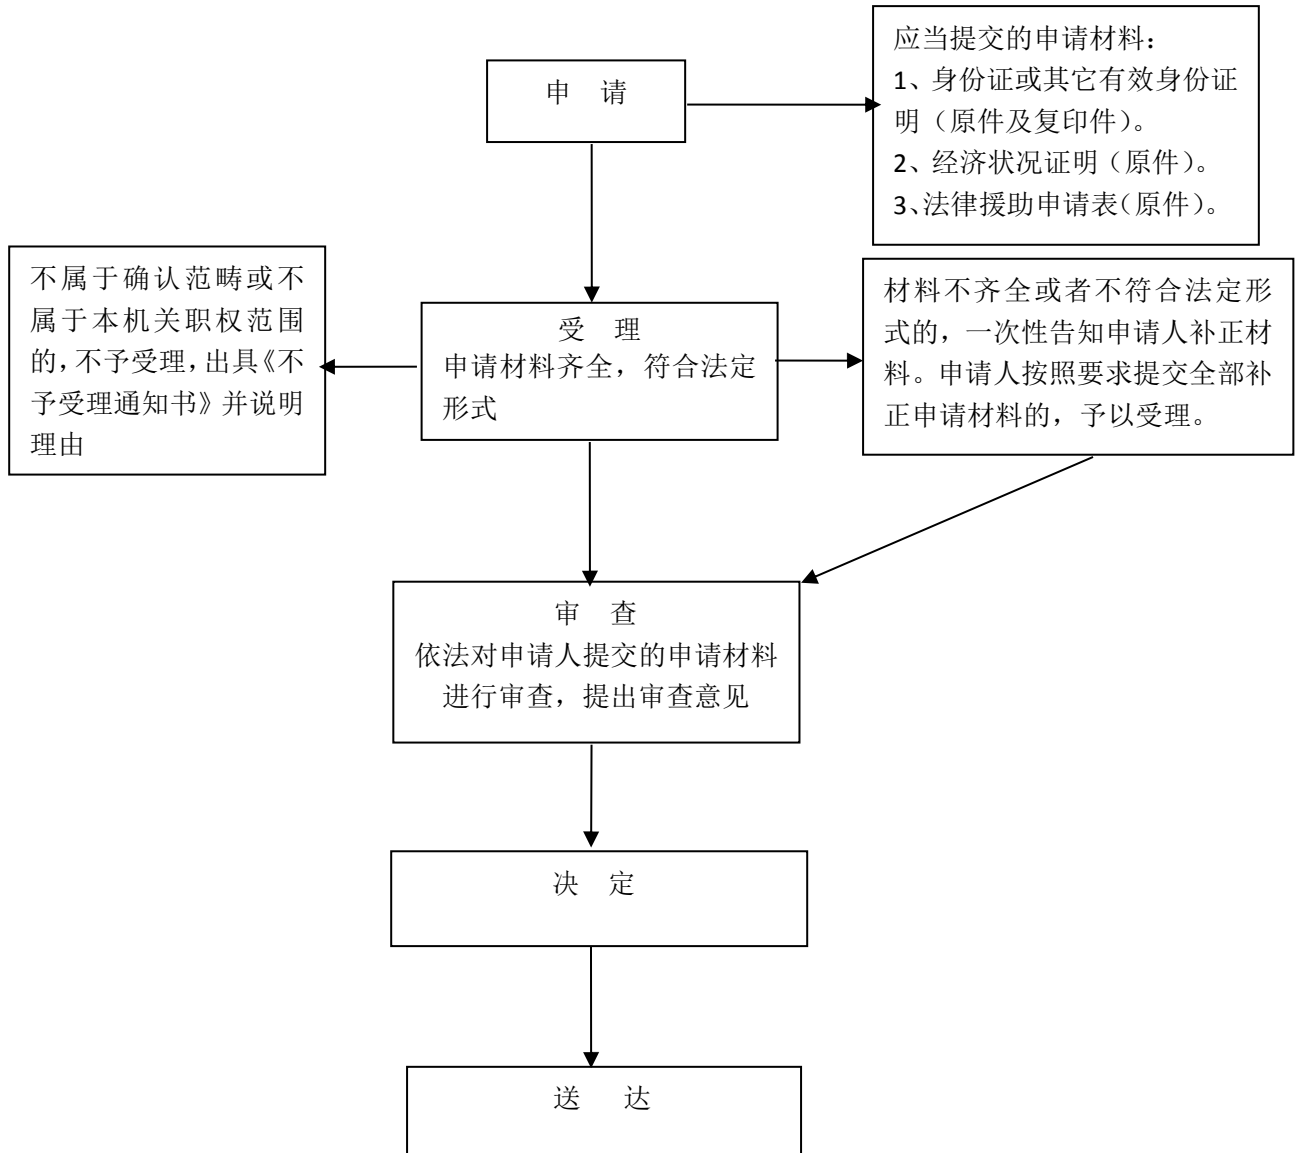 申 请
应当提交的申请材料：
1、身份证或其它有效身份证
明（原件及复印件）。
2、经济状况证明（原件）。
3、法律援助申请表（原件）。
不属于确认范畴或不
属于本机关职权范围
的，不予受理，出具《不
予受理通知书》并说明
理由
受 理
申请材料齐全，符合法定
形式
材料不齐全或者不符合法定形
式的，一次性告知申请人补正材
料。申请人按照要求提交全部补
正申请材料的，予以受理。
审 查
依法对申请人提交的申请材料
进行审查，提出审查意见
决 定
送 达